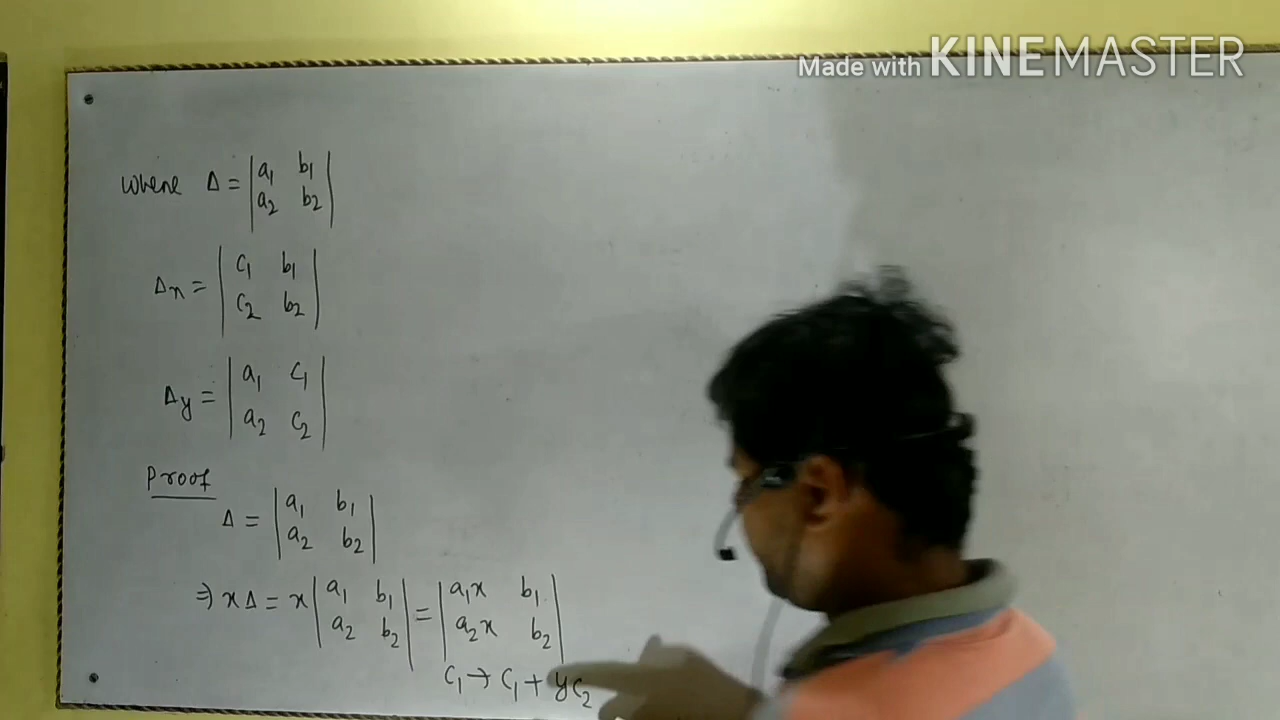 Made with KINEMASTER
where Δ = | a₁ b₁ |
| a₂ b₂ |
Δx = | c₁ b₁ |
| c₂ b₂ |
Δy = | a₁ c₁ |
| a₂ c₂ |
Proof
Δ = | a₁ b₁ |
| a₂ b₂ |
⇒ xΔ = x | a₁ b₁ | = | a₁x b₁ |
| a₂ b₂ | | a₂x b₂ |
C₁ → C₁ + yC₂